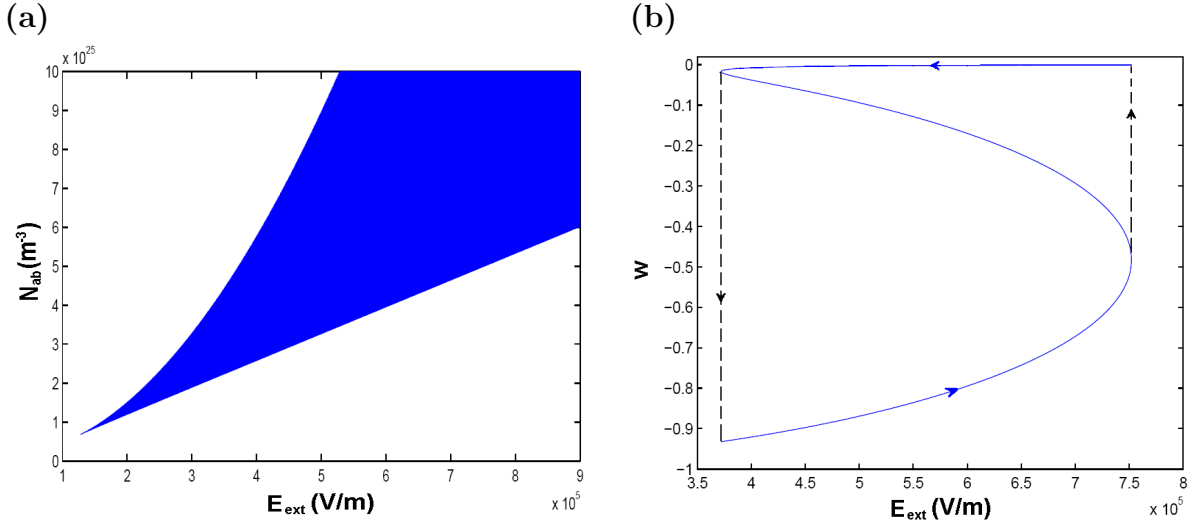 (a)
x 10^25
10
9
8
7
6
5
4
3
2
1
0
N_ab (m^-3)
1 2 3 4 5 6 7 8 9
x 10^5
E_ext (V/m)
(b)
0
−0.1
−0.2
−0.3
−0.4
−0.5
−0.6
−0.7
−0.8
−0.9
−1
w
3.5 4 4.5 5 5.5 6 6.5 7 7.5 8
x 10^5
E_ext (V/m)